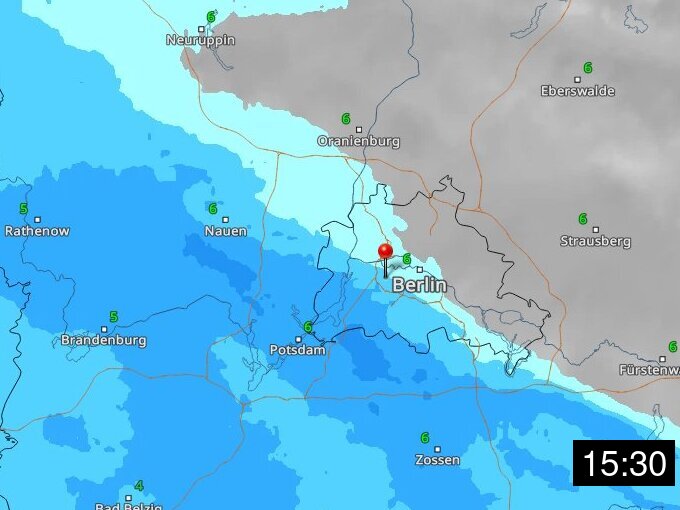 6
Neuruppin
6
Eberswalde
6
Oranienburg
5
Rathenow
6
Nauen
6
Strausberg
6
Berlin
5
Brandenburg
6
Potsdam
6
Fürstenwa
6
Zossen
15:30
4
Bad Belzig